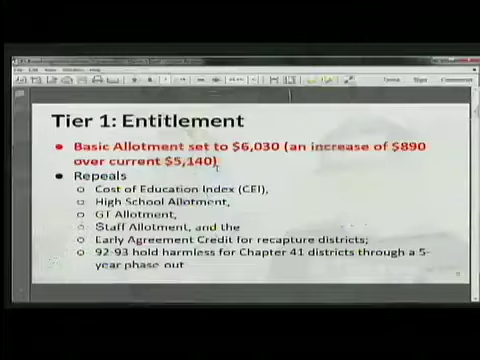 Tier 1: Entitlement
• Basic Allotment set to $6,030 (an increase of $890
over current $5,140)
• Repeals
○ Cost of Education Index (CEI),
○ High School Allotment,
○ GT Allotment,
○ Staff Allotment, and the
○ Early Agreement Credit for recapture districts;
○ 92-93 hold harmless for Chapter 41 districts through a 5-
year phase out